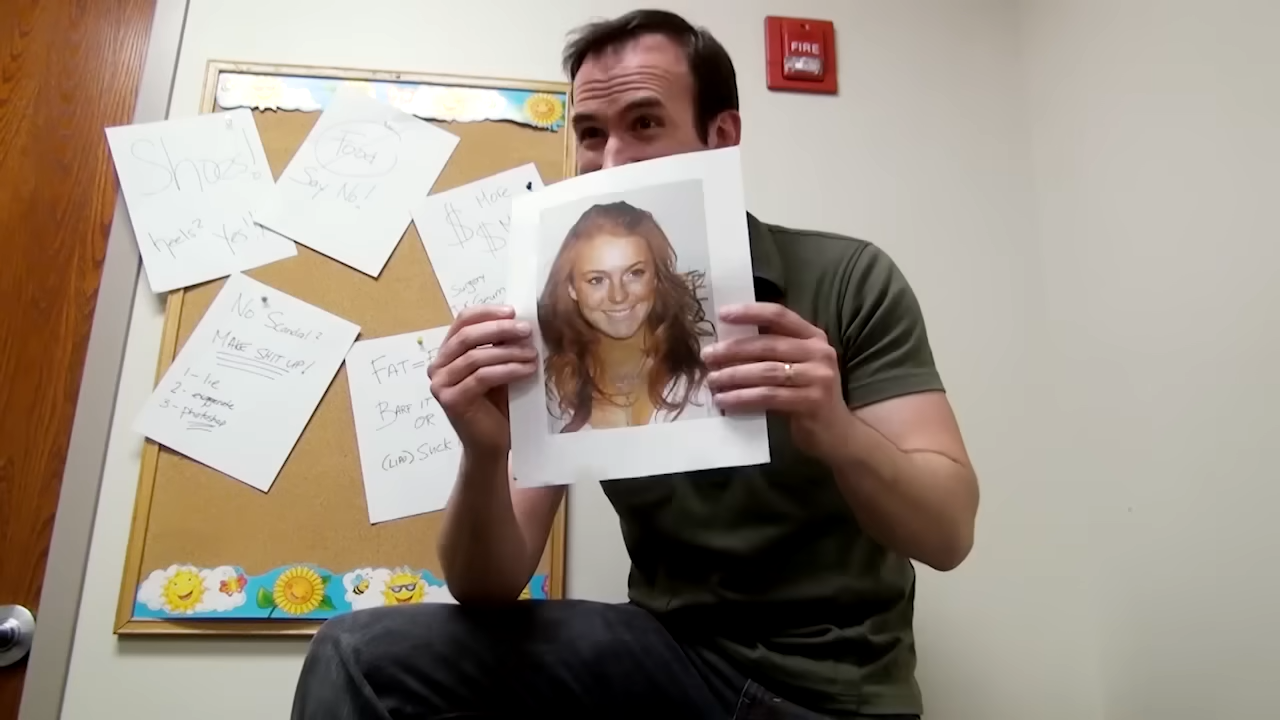 Shoes!
heels? Yes!!
Food
Say No!
$ More
$
Surgery
No Scandal?
MAKE SHIT UP!
1 - lie
2 - exaggerate
3 - photoshop
FAT =
BARF IT
OR
(LIPO) SUCK
FIRE